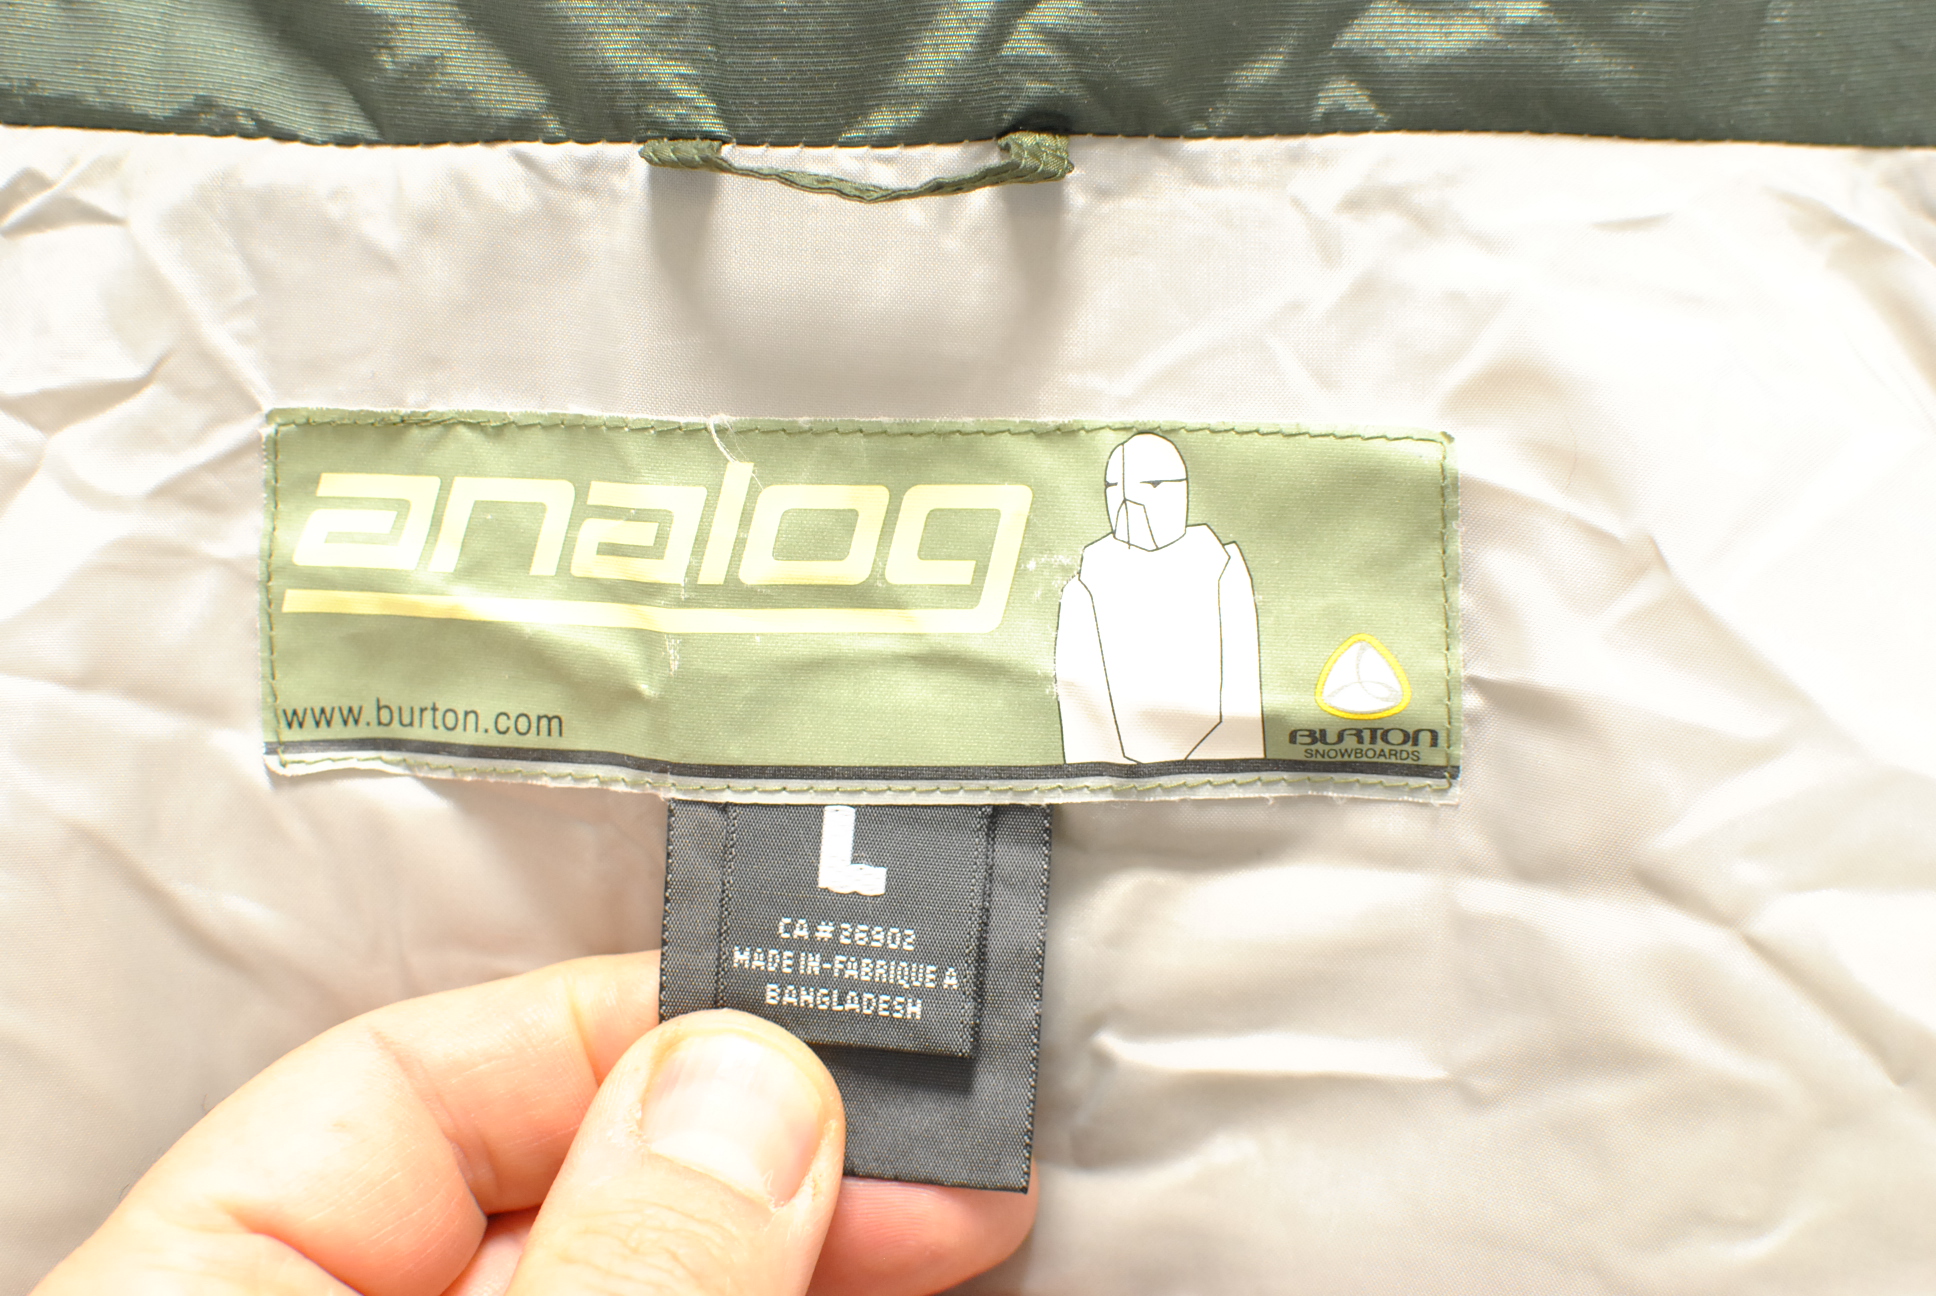 analog
www.burton.com
BURTON
SNOWBOARDS
L
CA # 26902
MADE IN-FABRIQUE A
BANGLADESH